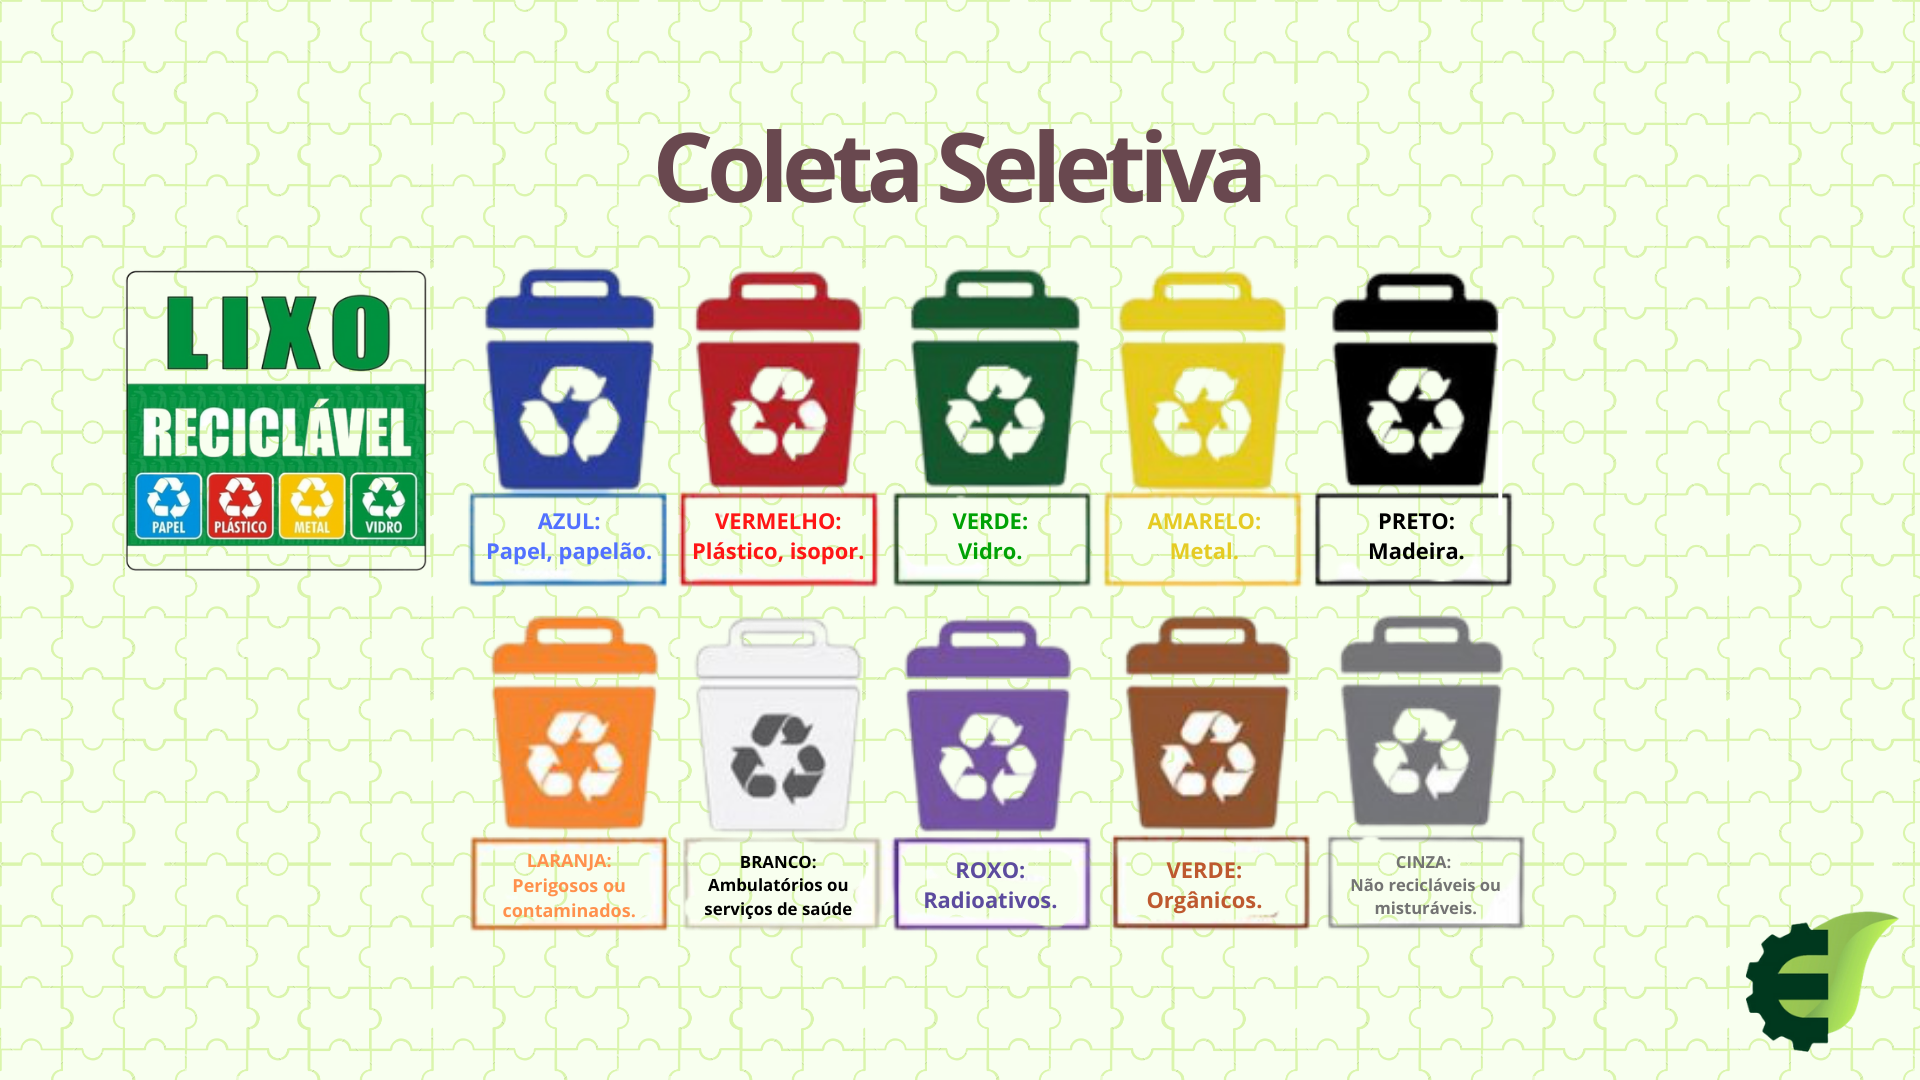 Coleta Seletiva
LIXO
RECICLÁVEL
PAPEL
PLÁSTICO
METAL
VIDRO
AZUL:
Papel, papelão.
VERMELHO:
Plástico, isopor.
VERDE:
Vidro.
AMARELO:
Metal.
PRETO:
Madeira.
LARANJA:
Perigosos ou
contaminados.
BRANCO:
Ambulatórios ou
serviços de saúde
ROXO:
Radioativos.
VERDE:
Orgânicos.
CINZA:
Não recicláveis ou
misturáveis.